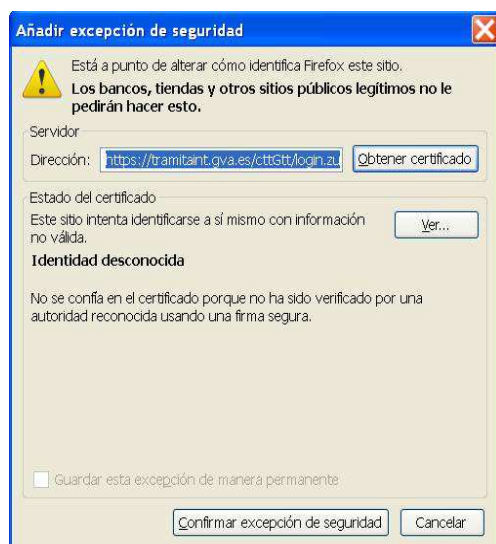 Añadir excepción de seguridad
Está a punto de alterar cómo identifica Firefox este sitio.
Los bancos, tiendas y otros sitios públicos legítimos no le
pedirán hacer esto.
Servidor
Dirección: https://tramitaint.gva.es/cttGtt/login.zu Obtener certificado
Estado del certificado
Este sitio intenta identificarse a sí mismo con información
no válida.
Ver...
Identidad desconocida
No se confía en el certificado porque no ha sido verificado por una
autoridad reconocida usando una firma segura.
Guardar esta excepción de manera permanente
Confirmar excepción de seguridad Cancelar